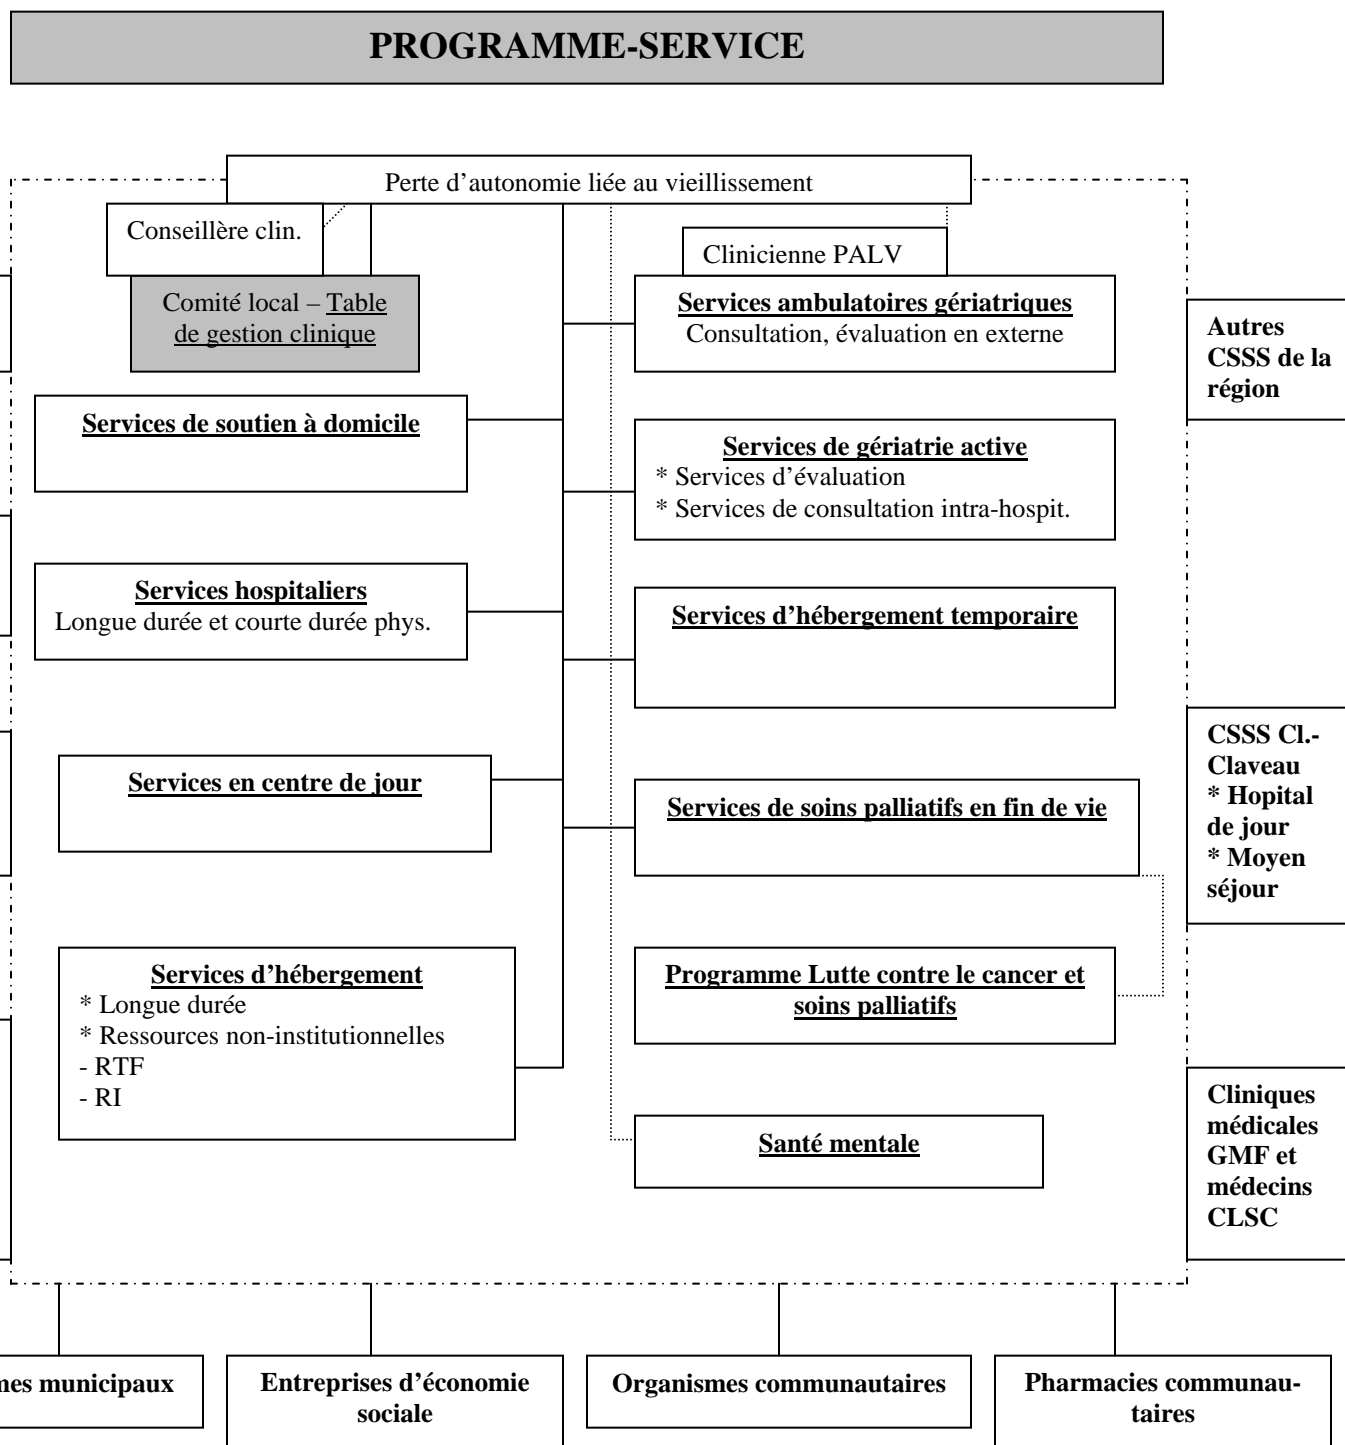 PROGRAMME-SERVICE
Perte d’autonomie liée au vieillissement
Conseillère clin.
Clinicienne PALV
Comité local – Table
de gestion clinique
Services ambulatoires gériatriques
Consultation, évaluation en externe
Autres
CSSS de la
région
Services de soutien à domicile
Services de gériatrie active
* Services d’évaluation
* Services de consultation intra-hospit.
Services hospitaliers
Longue durée et courte durée phys.
Services d’hébergement temporaire
CSSS Cl.-
Claveau
* Hopital
de jour
* Moyen
séjour
Services en centre de jour
Services de soins palliatifs en fin de vie
Services d’hébergement
* Longue durée
* Ressources non-institutionnelles
- RTF
- RI
Programme Lutte contre le cancer et
soins palliatifs
Cliniques
médicales
GMF et
médecins
CLSC
Santé mentale
municipaux
Entreprises d’économie
sociale
Organismes communautaires
Pharmacies communau-
taires